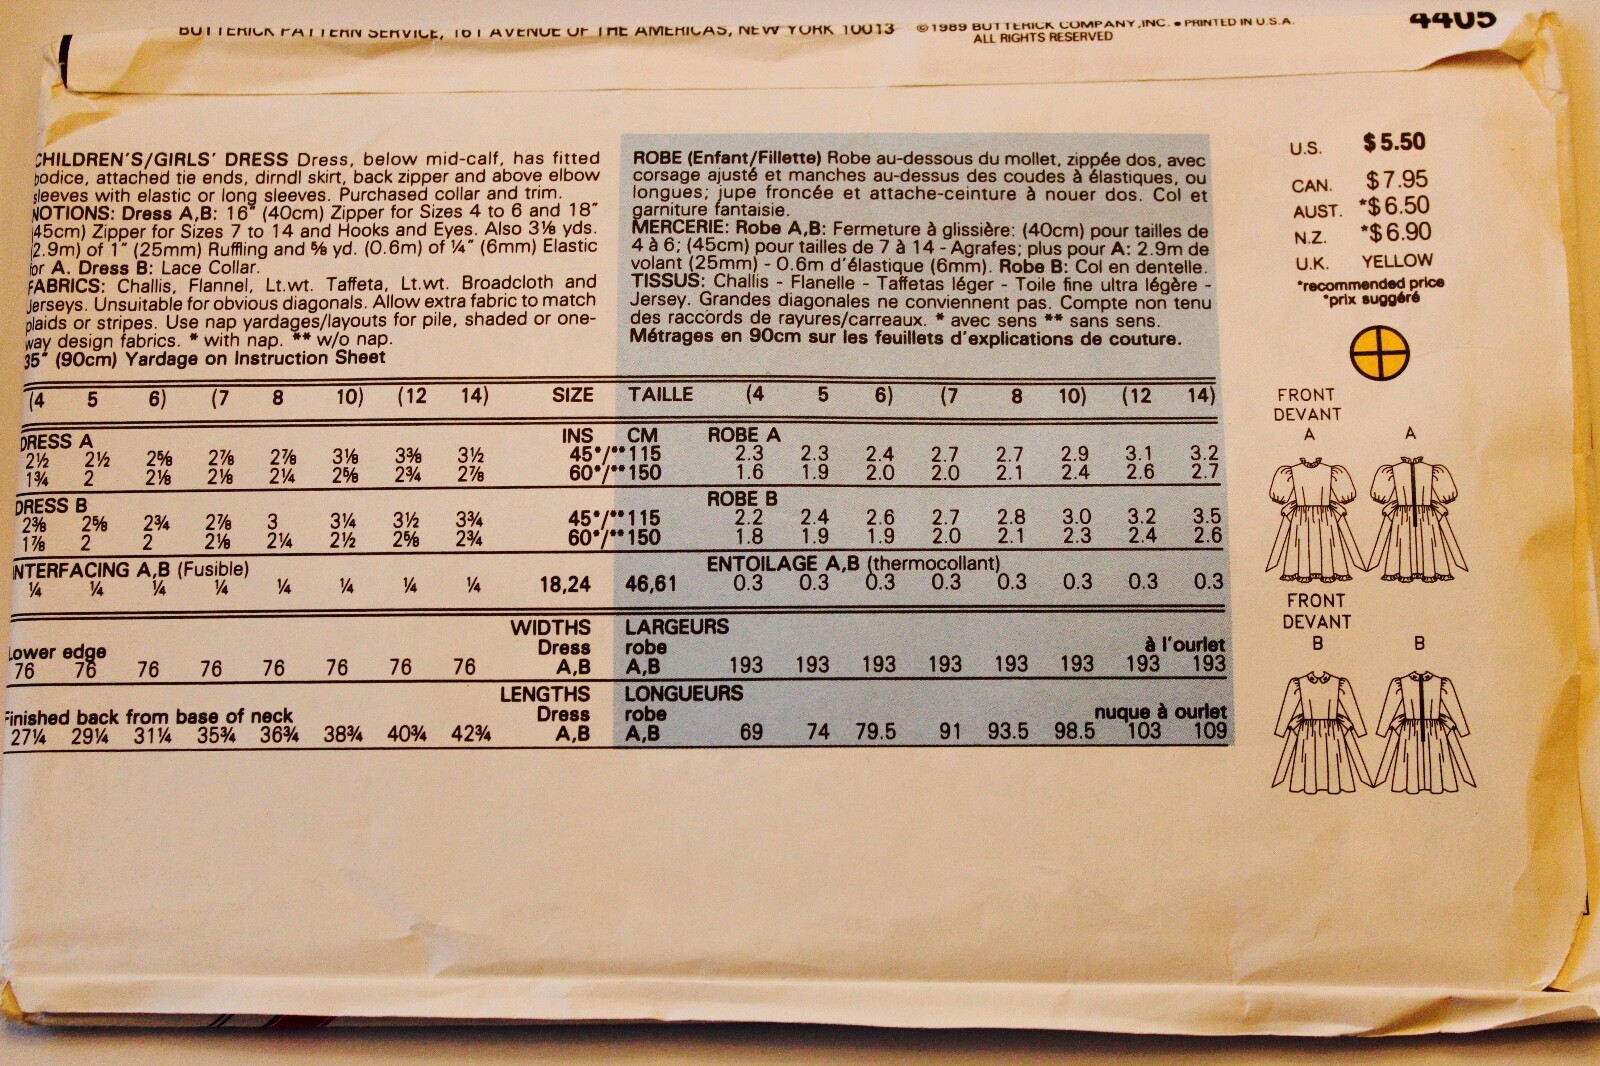 BUTTERICK PATTERN SERVICE, 161 AVENUE OF THE AMERICAS, NEW YORK 10013 ©1989 BUTTERICK COMPANY, INC. • PRINTED IN U.S.A.
ALL RIGHTS RESERVED
4405
CHILDREN'S/GIRLS' DRESS Dress, below mid-calf, has fitted
bodice, attached tie ends, dirndl skirt, back zipper and above elbow
sleeves with elastic or long sleeves. Purchased collar and trim.
NOTIONS: Dress A,B: 16" (40cm) Zipper for Sizes 4 to 6 and 18"
(45cm) Zipper for Sizes 7 to 14 and Hooks and Eyes. Also 3⅛ yds.
(2.9m) of 1" (25mm) Ruffling and ⅝ yd. (0.6m) of ¼" (6mm) Elastic
for A. Dress B: Lace Collar.
FABRICS: Challis, Flannel, Lt.wt. Taffeta, Lt.wt. Broadcloth and
Jerseys. Unsuitable for obvious diagonals. Allow extra fabric to match
plaids or stripes. Use nap yardages/layouts for pile, shaded or one-
way design fabrics. * with nap. ** w/o nap.
35" (90cm) Yardage on Instruction Sheet
ROBE (Enfant/Fillette) Robe au-dessous du mollet, zippée dos, avec
corsage ajusté et manches au-dessus des coudes à élastiques, ou
longues; jupe froncée et attache-ceinture à nouer dos. Col et
garniture fantaisie.
MERCERIE: Robe A,B: Fermeture à glissière: (40cm) pour tailles de
4 à 6; (45cm) pour tailles de 7 à 14 - Agrafes; plus pour A: 2.9m de
volant (25mm) - 0.6m d'élastique (6mm). Robe B: Col en dentelle.
TISSUS: Challis - Flanelle - Taffetas léger - Toile fine ultra légère -
Jersey. Grandes diagonales ne conviennent pas. Compte non tenu
des raccords de rayures/carreaux. * avec sens ** sans sens.
Métrages en 90cm sur les feuillets d'explications de couture.
(4 5 6) (7 8 10) (12 14) SIZE TAILLE (4 5 6) (7 8 10) (12 14)
DRESS A INS CM ROBE A
2½ 2½ 2⅝ 2⅞ 2⅞ 3⅛ 3⅜ 3½ 45*/**115 2.3 2.3 2.4 2.7 2.7 2.9 3.1 3.2
1¾ 2 2⅛ 2⅛ 2¼ 2⅝ 2¾ 2⅞ 60*/**150 1.6 1.9 2.0 2.0 2.1 2.4 2.6 2.7
DRESS B ROBE B
2⅜ 2⅝ 2¾ 2⅞ 3 3¼ 3½ 3¾ 45*/**115 2.2 2.4 2.6 2.7 2.8 3.0 3.2 3.5
1⅞ 2 2 2⅛ 2¼ 2½ 2⅝ 2¾ 60*/**150 1.8 1.9 1.9 2.0 2.1 2.3 2.4 2.6
INTERFACING A,B (Fusible) ENTOILAGE A,B (thermocollant)
¼ ¼ ¼ ¼ ¼ ¼ ¼ ¼ 18,24 46,61 0.3 0.3 0.3 0.3 0.3 0.3 0.3 0.3
WIDTHS LARGEURS
Lower edge Dress robe à l'ourlet
76 76 76 76 76 76 76 76 A,B A,B 193 193 193 193 193 193 193 193
LENGTHS LONGUEURS
Finished back from base of neck Dress robe nuque à ourlet
27¼ 29¼ 31¼ 35¾ 36¾ 38¾ 40¾ 42¾ A,B A,B 69 74 79.5 91 93.5 98.5 103 109
U.S. $5.50
CAN. $7.95
AUST. *$6.50
N.Z. *$6.90
U.K. YELLOW
*recommended price
*prix suggéré
FRONT
DEVANT
A A
FRONT
DEVANT
B B